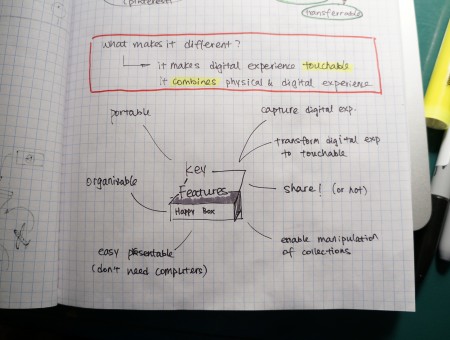 (pinterest)
transferrable
what makes it different?
it makes digital experience touchable
it combines physical & digital experience
portable
capture digital exp.
transform digital exp
to touchable
key
Features
Happy Box
organizable
share! (or not)
easy presentable
(don't need computers)
enable manipulation
of collections